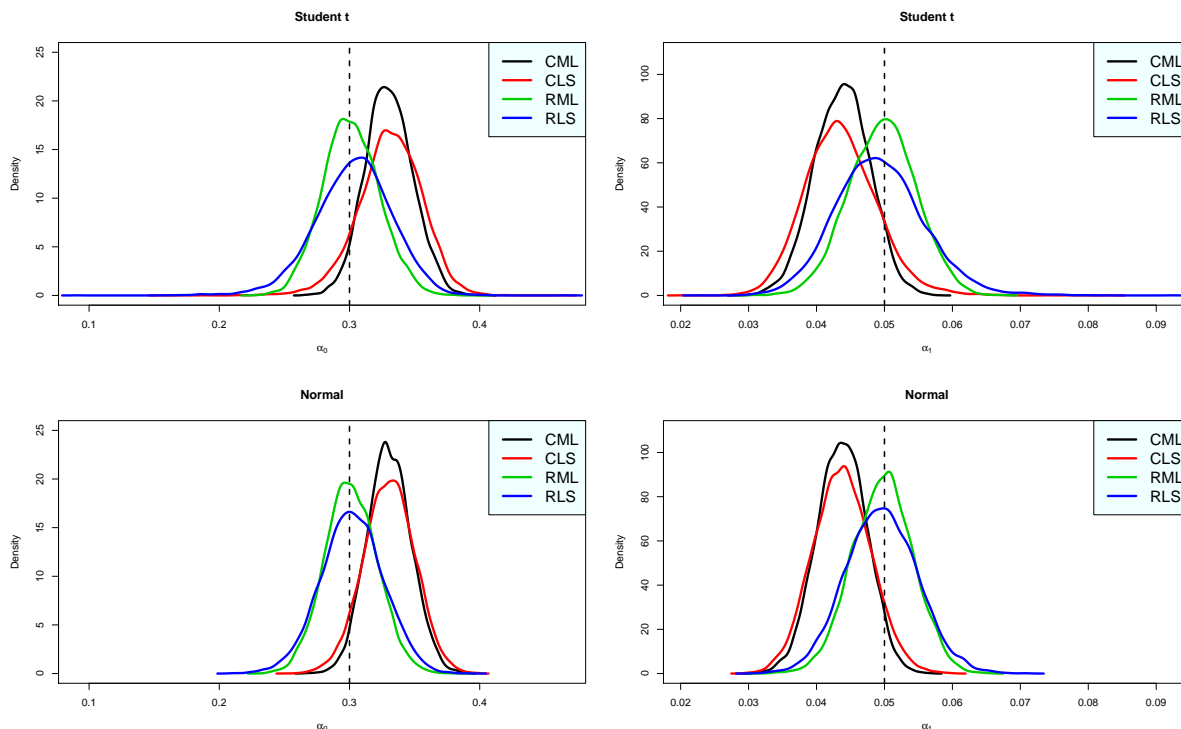 Student t
CML
CLS
RML
RLS
Density
0 5 10 15 20 25
0.1 0.2 0.3 0.4
α0
Student t
CML
CLS
RML
RLS
Density
0 20 40 60 80 100
0.02 0.03 0.04 0.05 0.06 0.07 0.08 0.09
α1
Normal
CML
CLS
RML
RLS
Density
0 5 10 15 20 25
0.1 0.2 0.3 0.4
α0
Normal
CML
CLS
RML
RLS
Density
0 20 40 60 80 100
0.02 0.03 0.04 0.05 0.06 0.07 0.08 0.09
α1